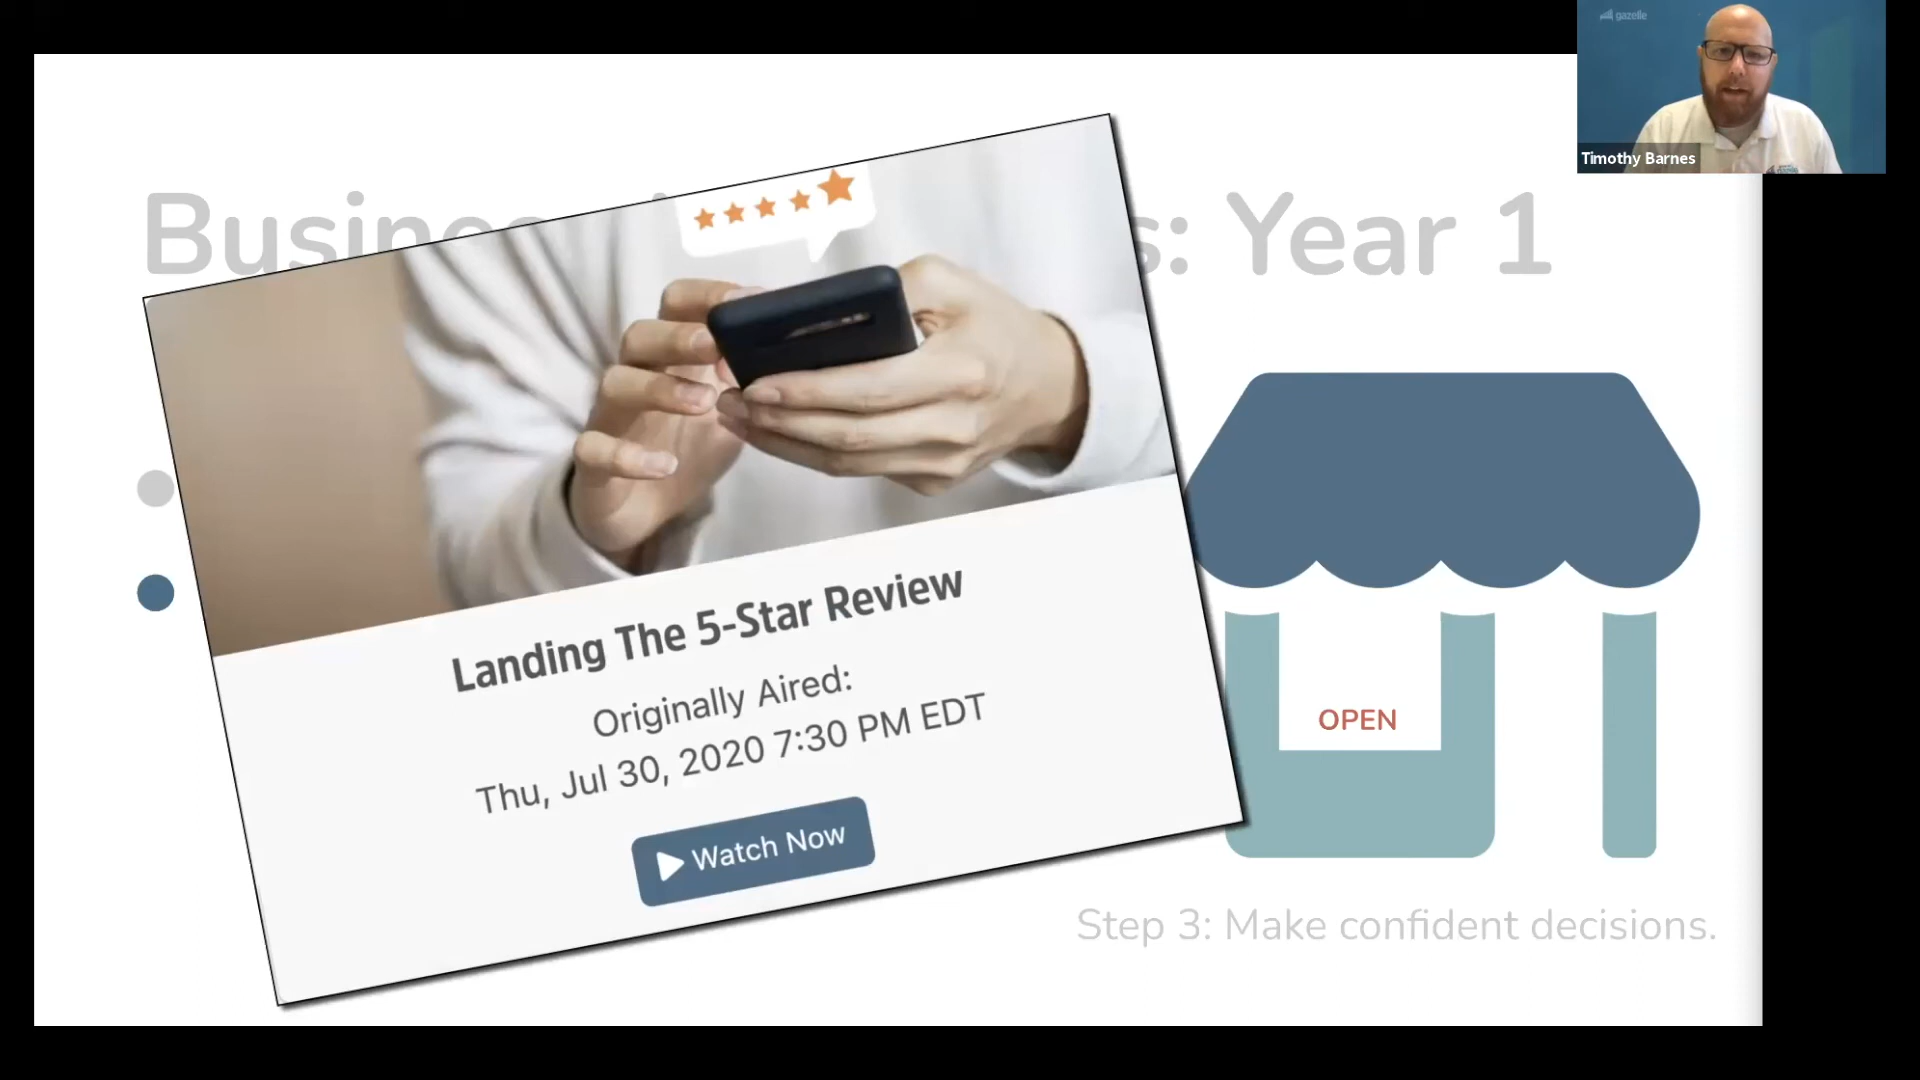 gazelle
Timothy Barnes
s: Year 1
Landing The 5-Star Review
Originally Aired:
Thu, Jul 30, 2020 7:30 PM EDT
Watch Now
OPEN
Step 3: Make confident decisions.